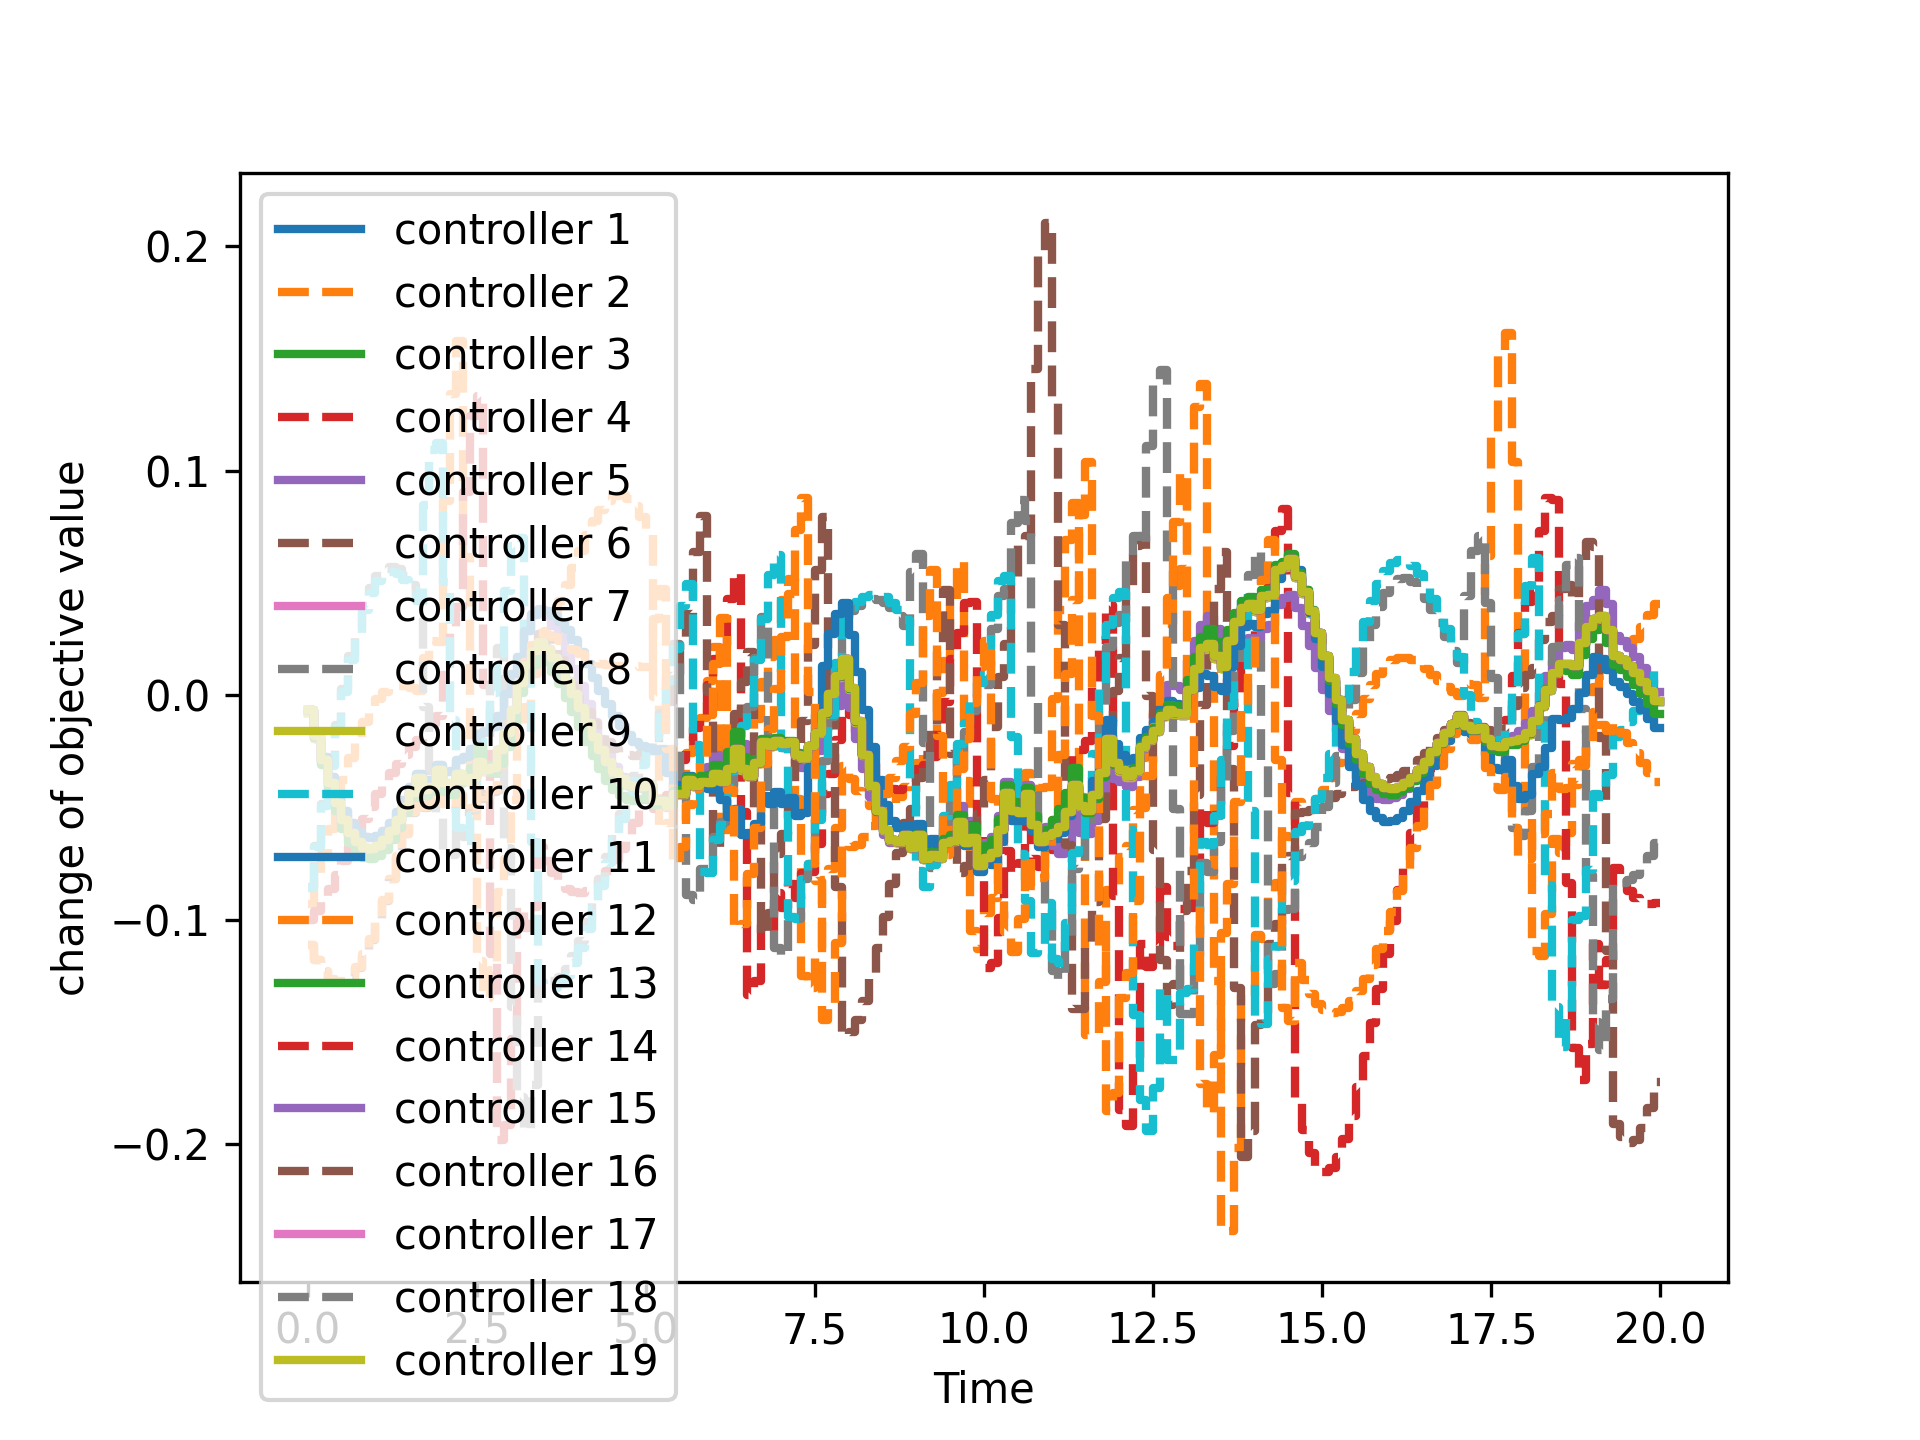 controller 1
controller 2
controller 3
controller 4
controller 5
controller 6
controller 7
controller 8
controller 9
controller 10
controller 11
controller 12
controller 13
controller 14
controller 15
controller 16
controller 17
controller 18
controller 19
0.2
0.1
0.0
−0.1
−0.2
change of objective value
0.0 2.5 5.0 7.5 10.0 12.5 15.0 17.5 20.0
Time